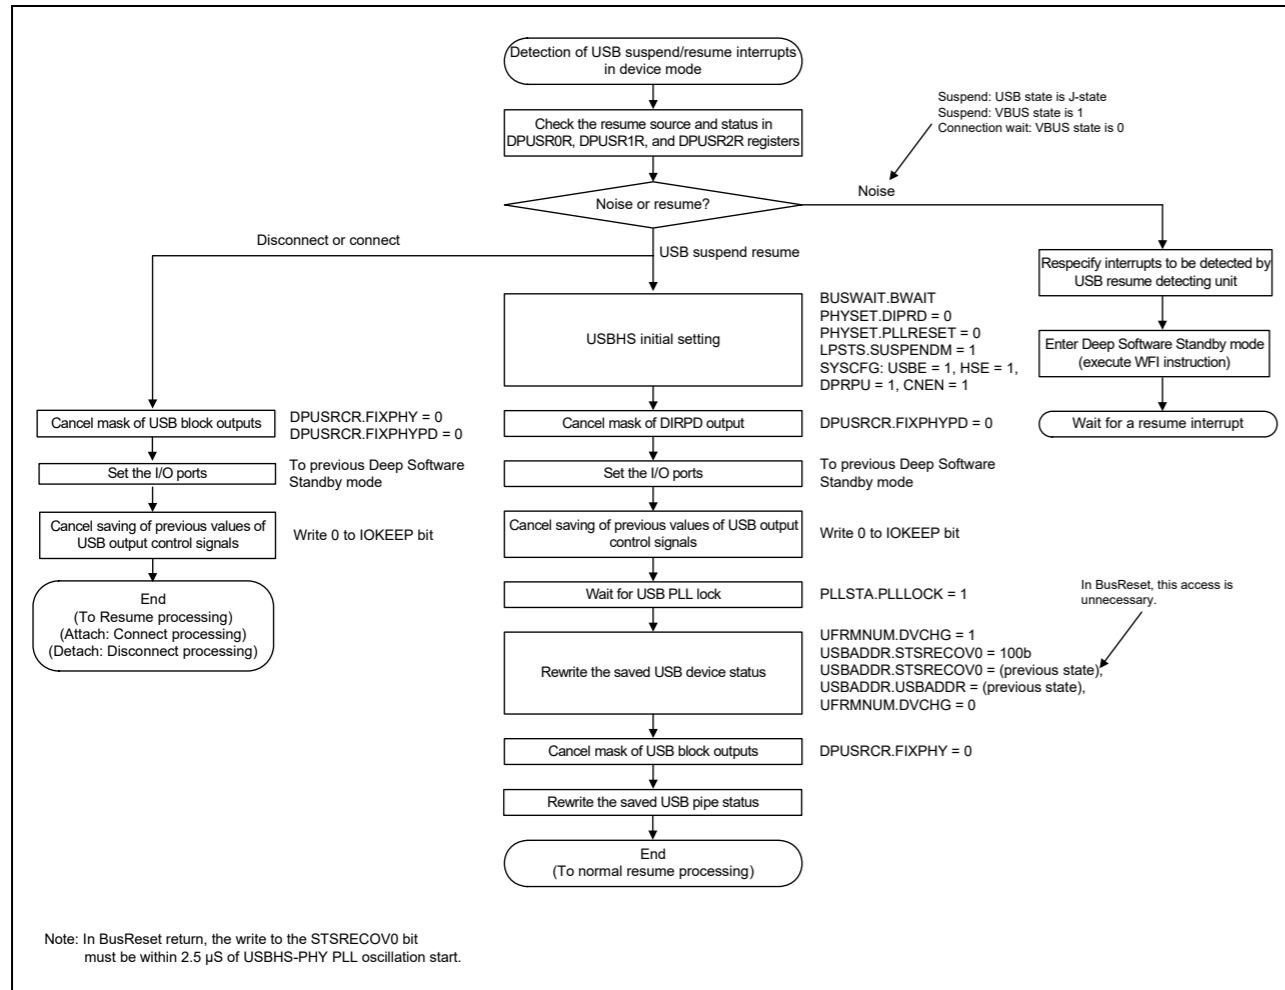 Detection of USB suspend/resume interrupts
in device mode
Suspend: USB state is J-state
Suspend: VBUS state is 1
Connection wait: VBUS state is 0
Check the resume source and status in
DPUSR0R, DPUSR1R, and DPUSR2R registers
Noise or resume?
Noise
Disconnect or connect
USB suspend resume
Respecify interrupts to be detected by
USB resume detecting unit
USBHS initial setting
BUSWAIT.BWAIT
PHYSET.DIPRD = 0
PHYSET.PLLRESET = 0
LPSTS.SUSPENDM = 1
SYSCFG: USBE = 1, HSE = 1,
DPRPU = 1, CNEN = 1
Enter Deep Software Standby mode
(execute WFI instruction)
Wait for a resume interrupt
Cancel mask of USB block outputs
DPUSRCR.FIXPHY = 0
DPUSRCR.FIXPHYPD = 0
Cancel mask of DIRPD output
DPUSRCR.FIXPHYPD = 0
Set the I/O ports
To previous Deep Software
Standby mode
Set the I/O ports
To previous Deep Software
Standby mode
Cancel saving of previous values of
USB output control signals
Write 0 to IOKEEP bit
Cancel saving of previous values of USB output
control signals
Write 0 to IOKEEP bit
End
(To Resume processing)
(Attach: Connect processing)
(Detach: Disconnect processing)
Wait for USB PLL lock
PLLSTA.PLLLOCK = 1
In BusReset, this access is
unnecessary.
Rewrite the saved USB device status
UFRMNUM.DVCHG = 1
USBADDR.STSRECOV0 = 100b
USBADDR.STSRECOV0 = (previous state),
USBADDR.USBADDR = (previous state),
UFRMNUM.DVCHG = 0
Cancel mask of USB block outputs
DPUSRCR.FIXPHY = 0
Rewrite the saved USB pipe status
End
(To normal resume processing)
Note: In BusReset return, the write to the STSRECOV0 bit
must be within 2.5 µS of USBHS-PHY PLL oscillation start.